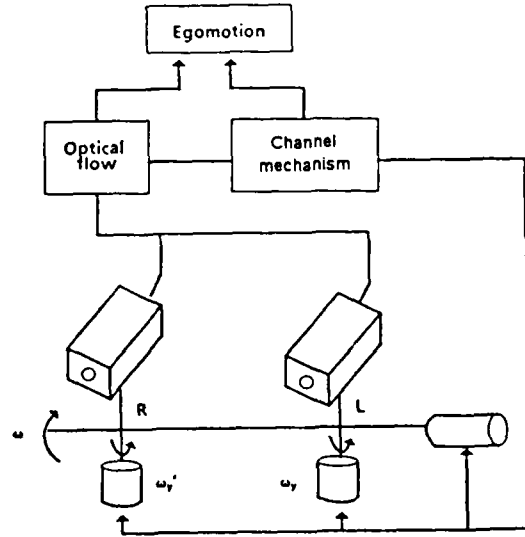 Egomotion
Optical
flow
Channel
mechanism
R
L
ω
ωy'
ωy